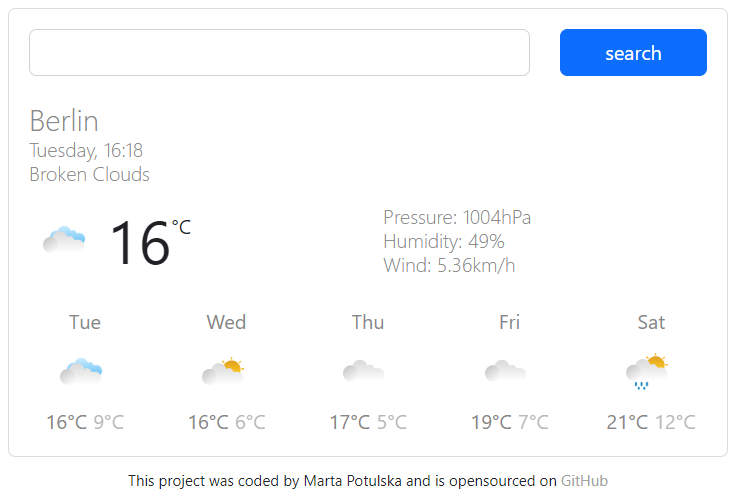 search
Berlin
Tuesday, 16:18
Broken Clouds
16°C
Pressure: 1004hPa
Humidity: 49%
Wind: 5.36km/h
Tue Wed Thu Fri Sat
16°C 9°C 16°C 6°C 17°C 5°C 19°C 7°C 21°C 12°C
This project was coded by Marta Potulska and is opensourced on GitHub